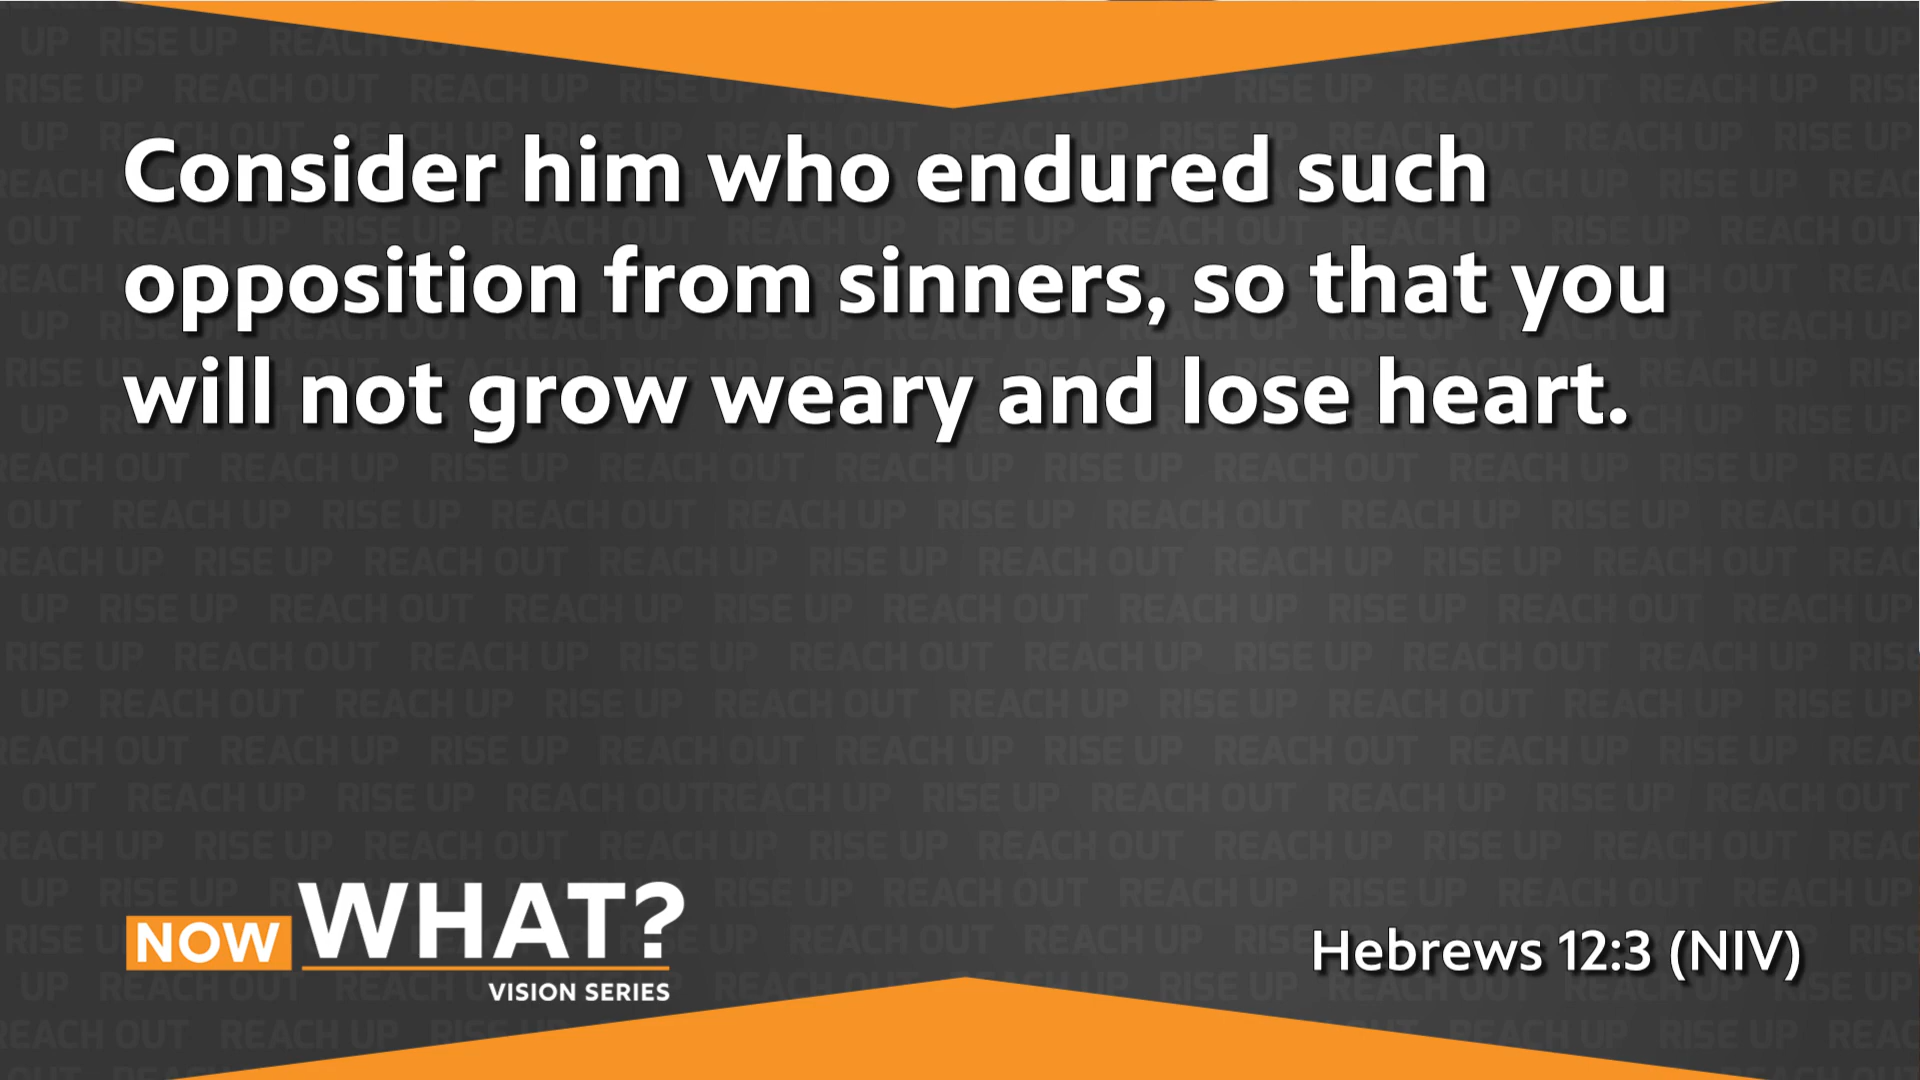 Consider him who endured such
opposition from sinners, so that you
will not grow weary and lose heart.
NOW WHAT?
VISION SERIES
Hebrews 12:3 (NIV)